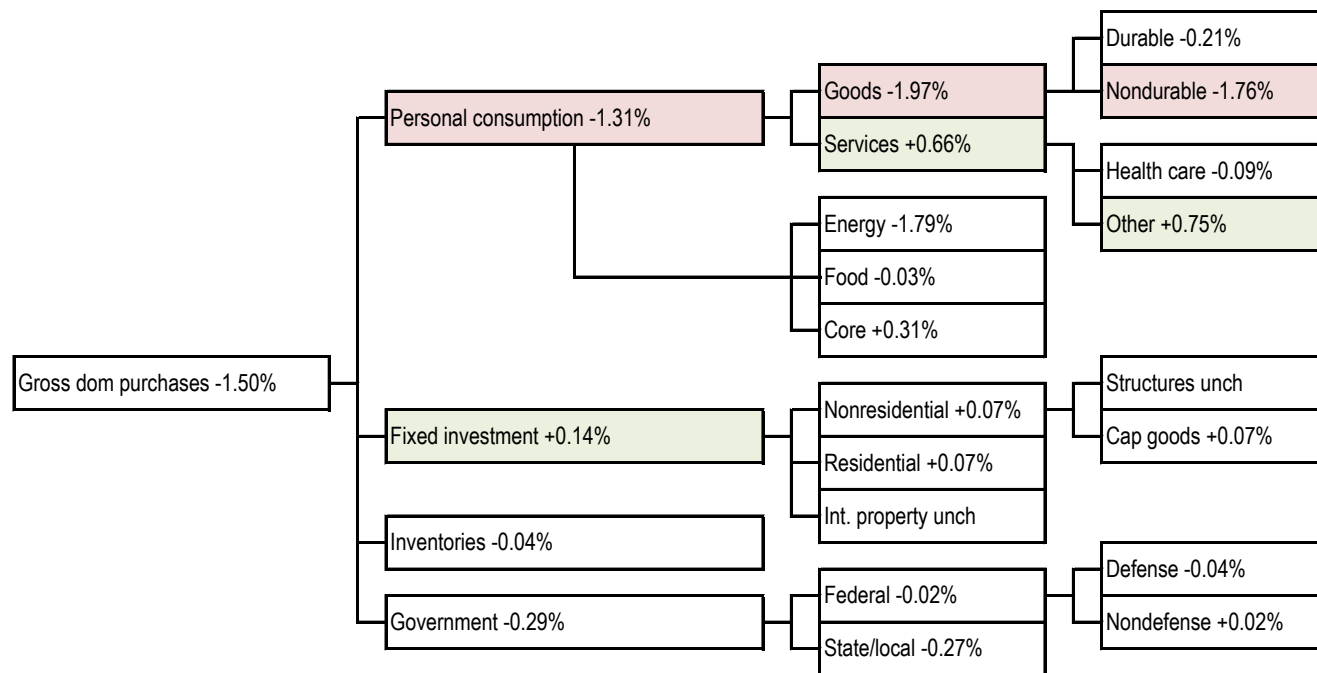 Gross dom purchases -1.50%
Personal consumption -1.31%
Goods -1.97%
Durable -0.21%
Nondurable -1.76%
Services +0.66%
Health care -0.09%
Other +0.75%
Energy -1.79%
Food -0.03%
Core +0.31%
Fixed investment +0.14%
Nonresidential +0.07%
Structures unch
Cap goods +0.07%
Residential +0.07%
Int. property unch
Inventories -0.04%
Government -0.29%
Federal -0.02%
Defense -0.04%
Nondefense +0.02%
State/local -0.27%